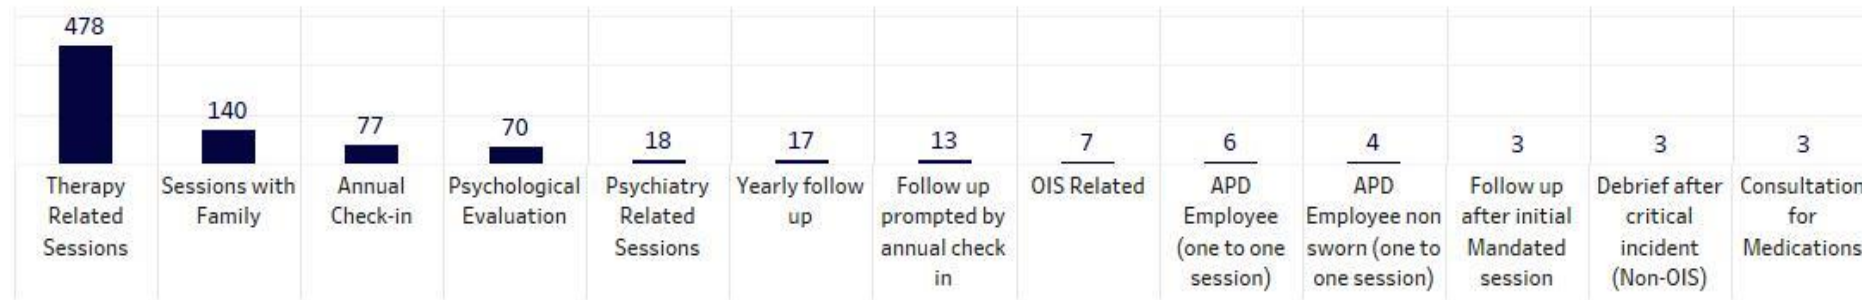 478
140
77
70
18
17
13
7
6
4
3
3
3
Therapy
Related
Sessions
Sessions with
Family
Annual
Check-in
Psychological
Evaluation
Psychiatry
Related
Sessions
Yearly follow
up
Follow up
prompted by
annual check
in
OIS Related
APD
Employee
(one to one
session)
APD
Employee non
sworn (one to
one session)
Follow up
after initial
Mandated
session
Debrief after
critical
incident
(Non-OIS)
Consultation
for
Medications